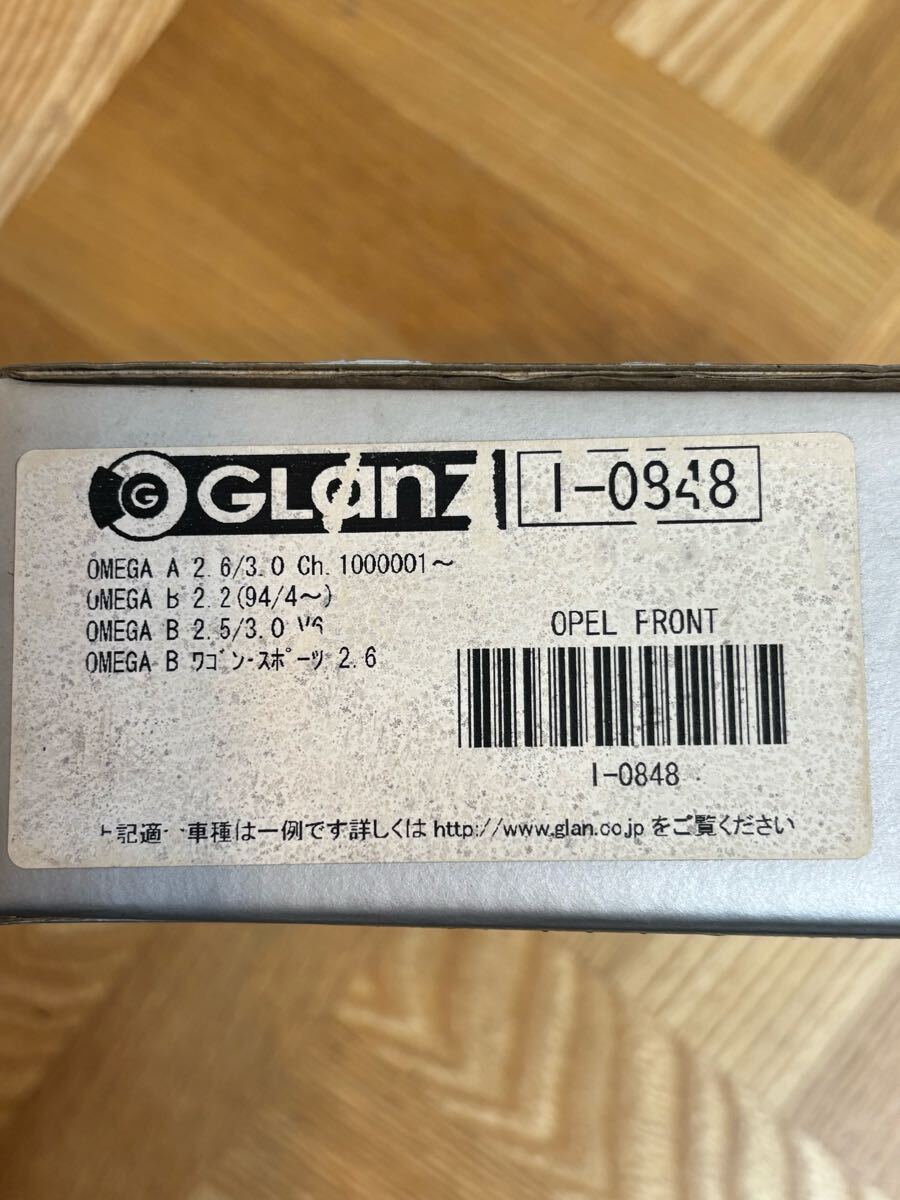 G GLanz I-0848
OMEGA A 2.6/3.0 Ch.1000001～
OMEGA B 2.2(94/4～)
OMEGA B 2.5/3.0 V6
OMEGA B ﾜｺﾞﾝ･ｽﾎﾟｰﾂ 2.6
OPEL FRONT
I-0848
上記適合車種は一例です詳しくは http://www.glan.co.jp をご覧ください